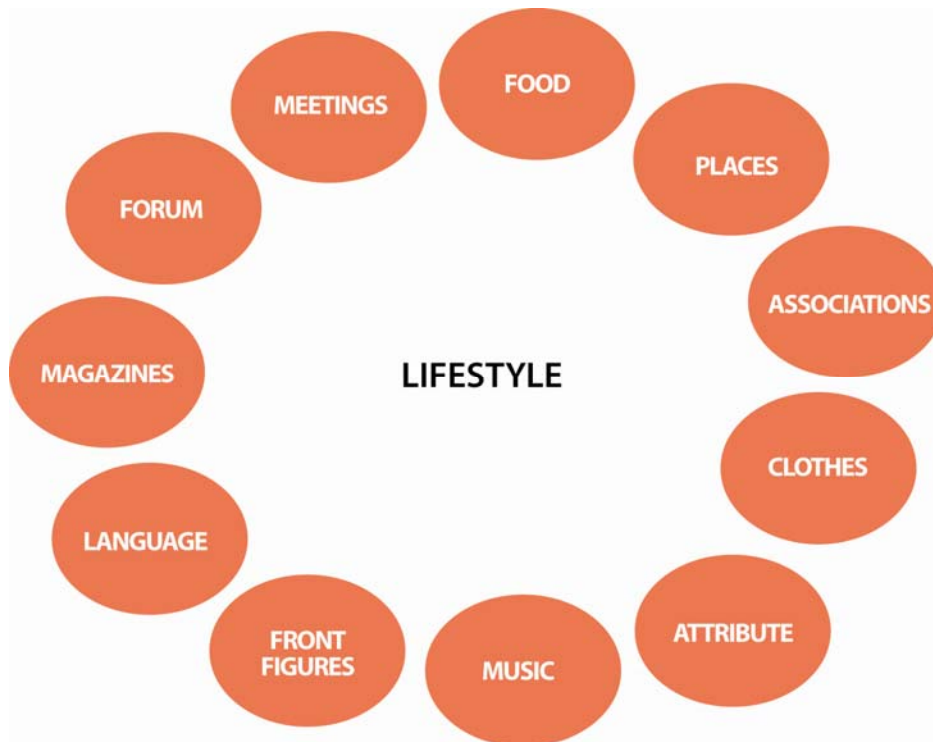 FOOD
MEETINGS
PLACES
FORUM
ASSOCIATIONS
MAGAZINES
LIFESTYLE
CLOTHES
LANGUAGE
ATTRIBUTE
FRONT
FIGURES
MUSIC